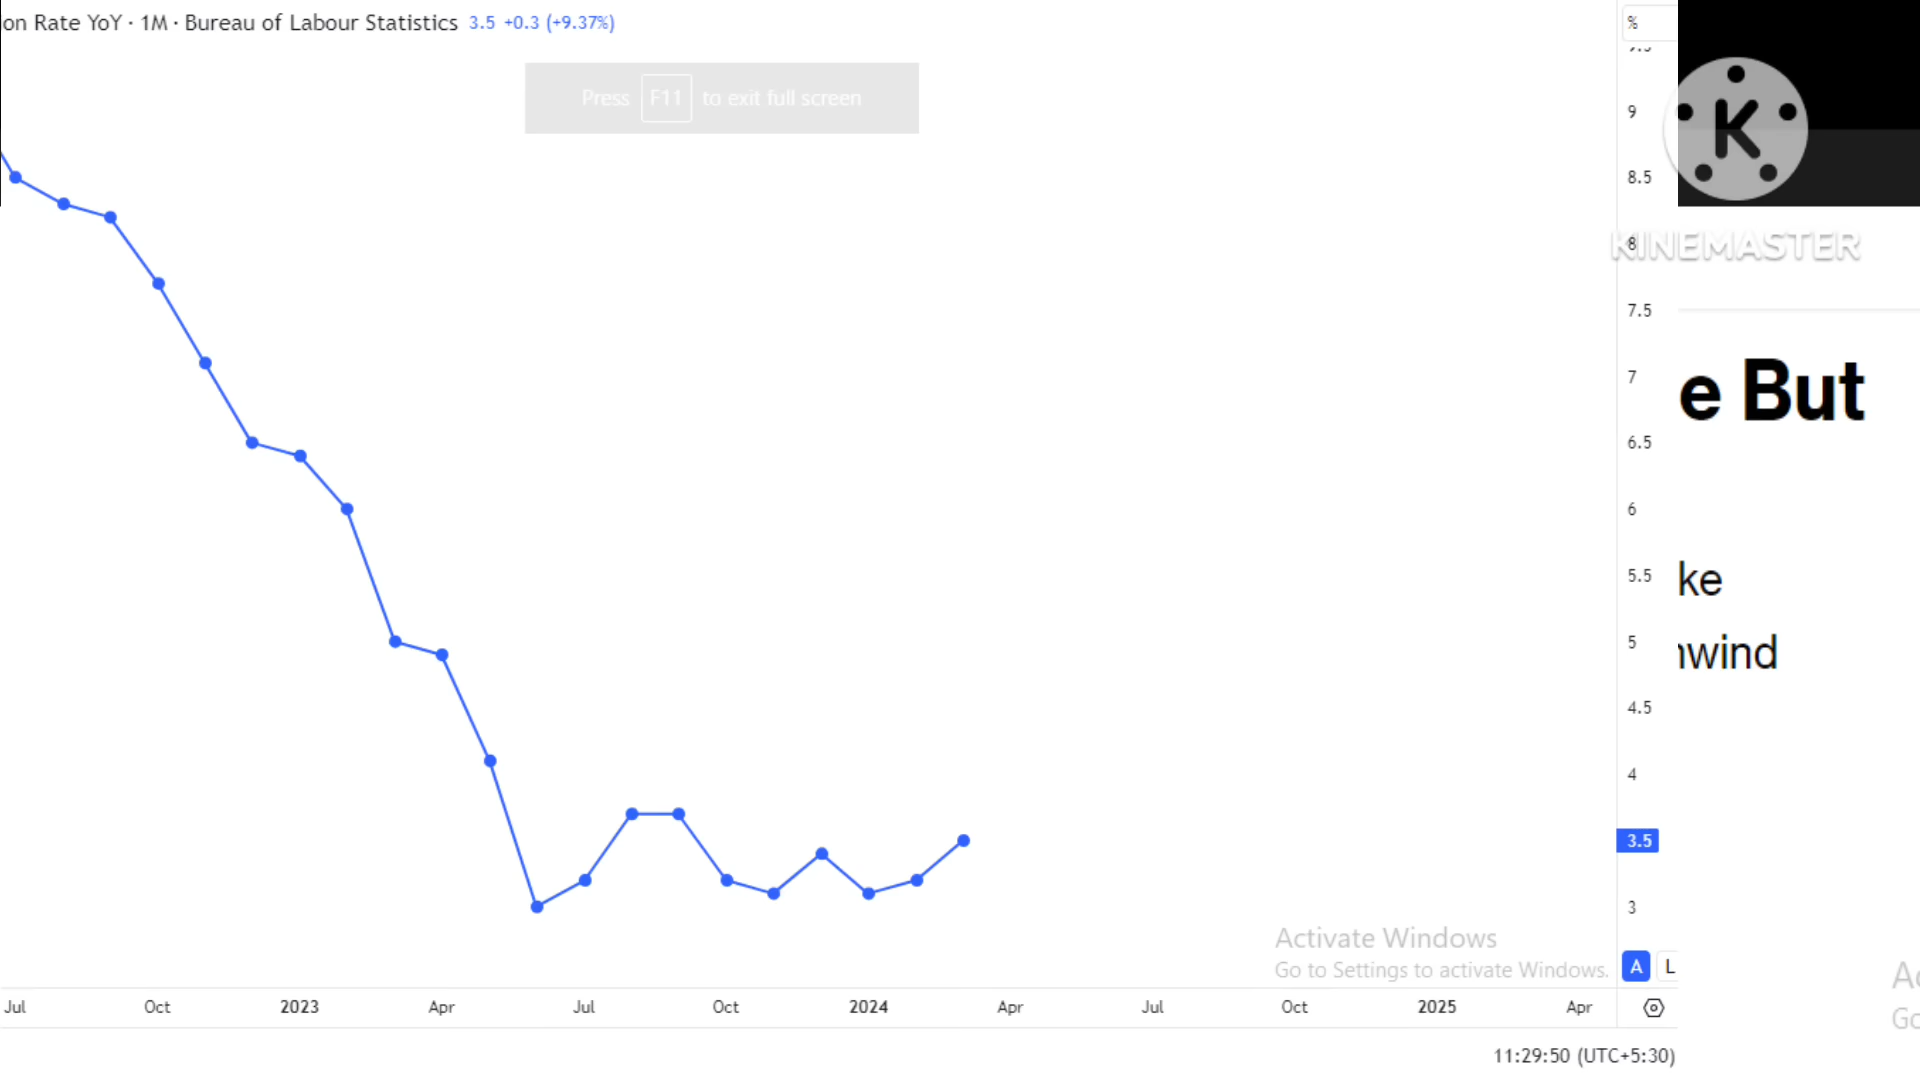 on Rate YoY · 1M · Bureau of Labour Statistics 3.5 +0.3 (+9.37%)
%
Press F11 to exit full screen
9
8.5
8
7.5
7
6.5
6
5.5
5
4.5
4
3.5
3
K
KINEMASTER
e But
ke
wind
Activate Windows
Go to Settings to activate Windows.
A L
Jul Oct 2023 Apr Jul Oct 2024 Apr Jul Oct 2025 Apr
11:29:50 (UTC+5:30)
Ac
Go